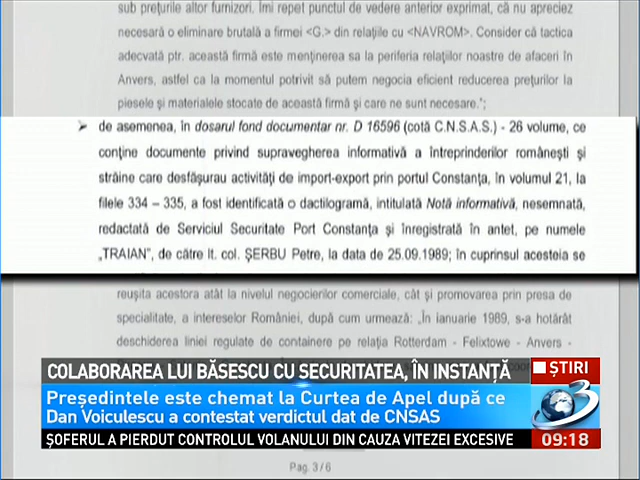 sub prețurile altor furnizori. Îmi repet punctul de vedere anterior exprimat, că nu apreciez
necesară o eliminare brutală a firmei <G.> din relațiile cu <NAVROM>. Consider că tactica
adecvată ptr. această firmă este menținerea sa la periferia relațiilor noastre de afaceri în
Anvers, astfel ca la momentul potrivit să putem negocia eficient reducerea prețurilor la
piesele și materialele stocate de această firmă și care ne sunt necesare.";
➢ de asemenea, în dosarul fond documentar nr. D 16596 (cotă C.N.S.A.S.) - 26 volume, ce
conține documente privind supravegherea informativă a întreprinderilor românești și
străine care desfășurau activități de import-export prin portul Constanța, în volumul 21, la
filele 334 – 335, a fost identificată o dactilogramă, intitulată Notă informativă, nesemnată,
redactată de Serviciul Securitate Port Constanța și înregistrată în antet, pe numele
„TRAIAN", de către lt. col. ȘERBU Petre, la data de 25.09.1989; în cuprinsul acesteia se
reușita acestora atât la nivelul negocierilor comerciale, cât și promovarea prin presa de
specialitate, a intereselor României, după cum urmează: „În ianuarie 1989, s-a hotărât
deschiderea liniei regulate de containere pe relația Rotterdam - Felixtowe - Anvers -
COLABORAREA LUI BĂSESCU CU SECURITATEA, ÎN INSTANȚĂ
ȘTIRI
Președintele este chemat la Curtea de Apel după ce
Dan Voiculescu a contestat verdictul dat de CNSAS
3
ȘOFERUL A PIERDUT CONTROLUL VOLANULUI DIN CAUZA VITEZEI EXCESIVE
09:18
Pag. 3 / 6